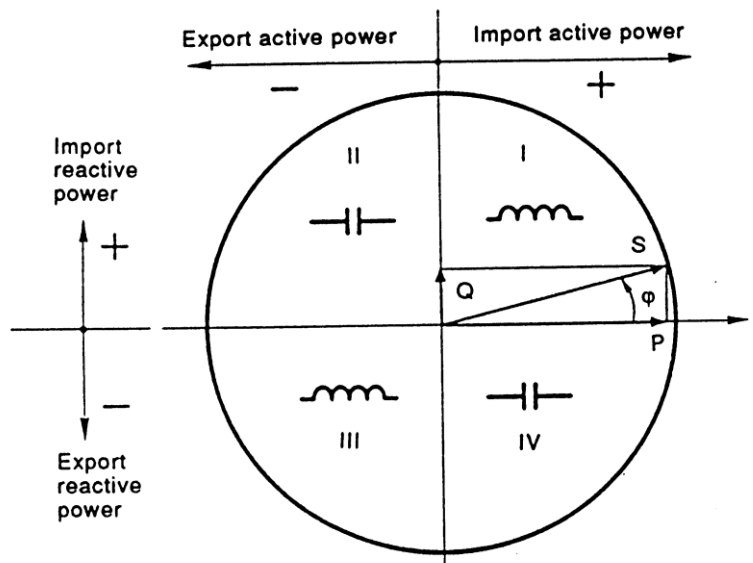 Export active power
Import active power
−
+
II
I
Import
reactive
power
+
S
Q
φ
P
−
III
IV
Export
reactive
power